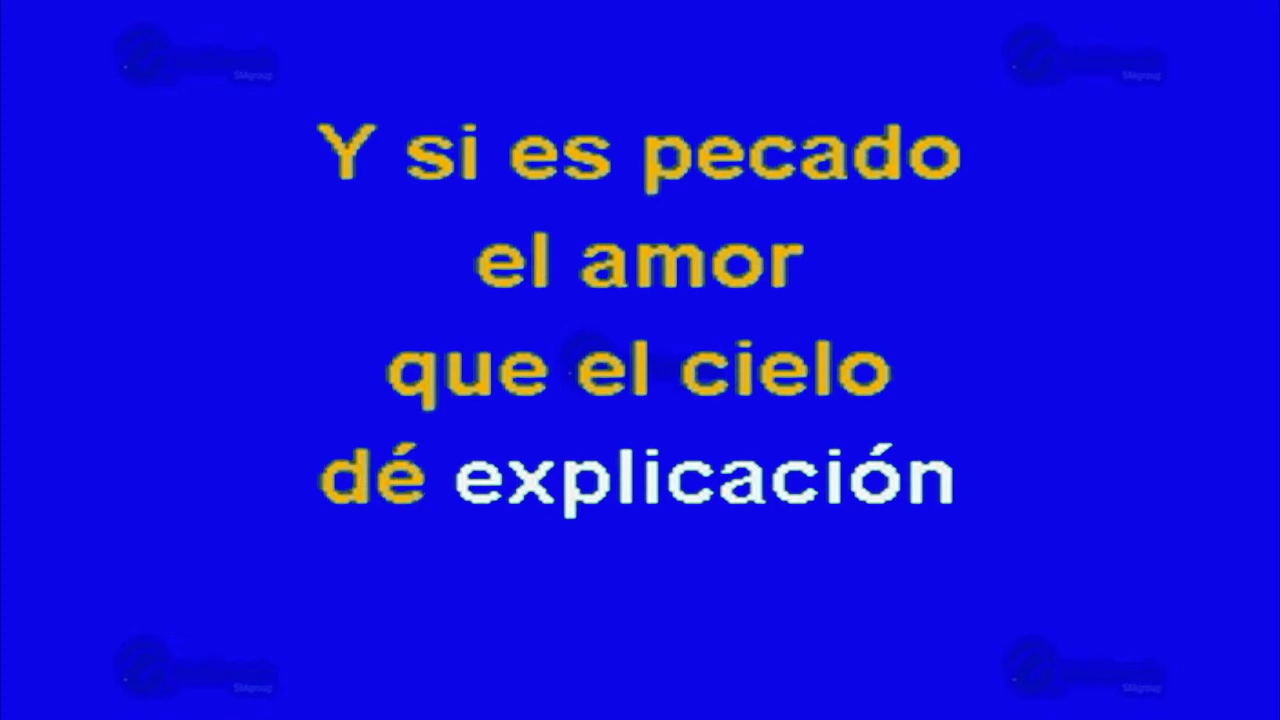 Y si es pecado
el amor
que el cielo
dé explicación